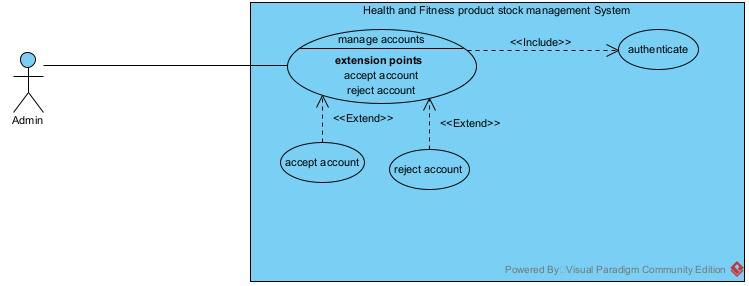 Health and Fitness product stock management System
manage accounts
<<Include>>
authenticate
extension points
accept account
reject account
Admin
<<Extend>>
<<Extend>>
accept account
reject account
Powered By: Visual Paradigm Community Edition